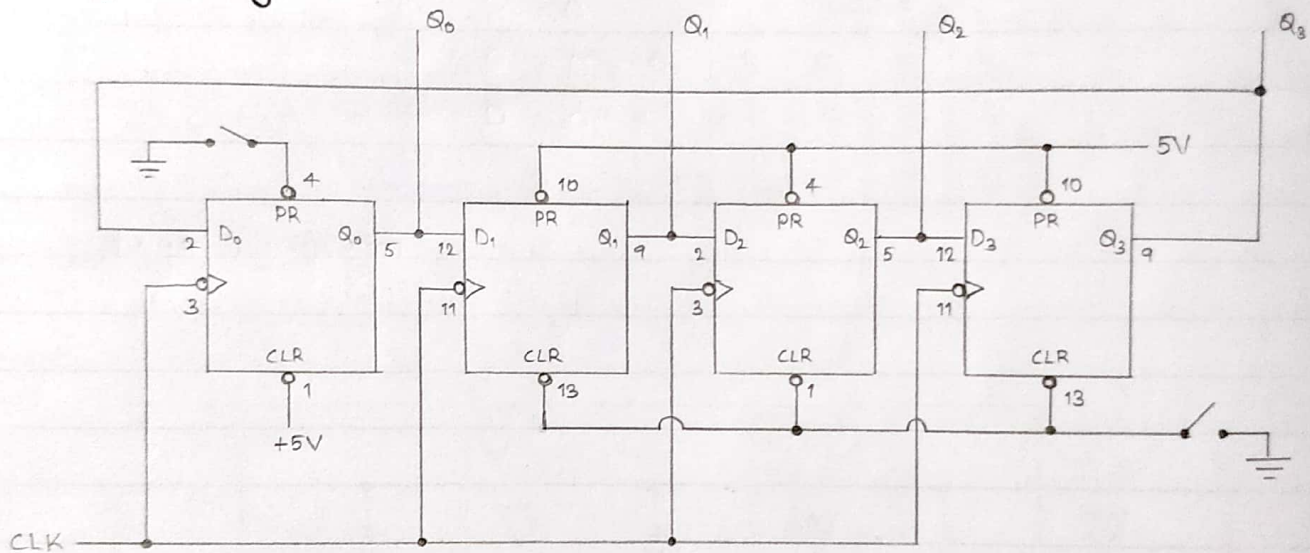 Q0 Q1 Q2 Q3
5V
4 10 4 10
PR PR PR PR
2 D0 Q0 5 12 D1 Q1 9 2 D2 Q2 5 12 D3 Q3 9
3 11 3 11
CLR CLR CLR CLR
1 13 1 13
+5V
CLK